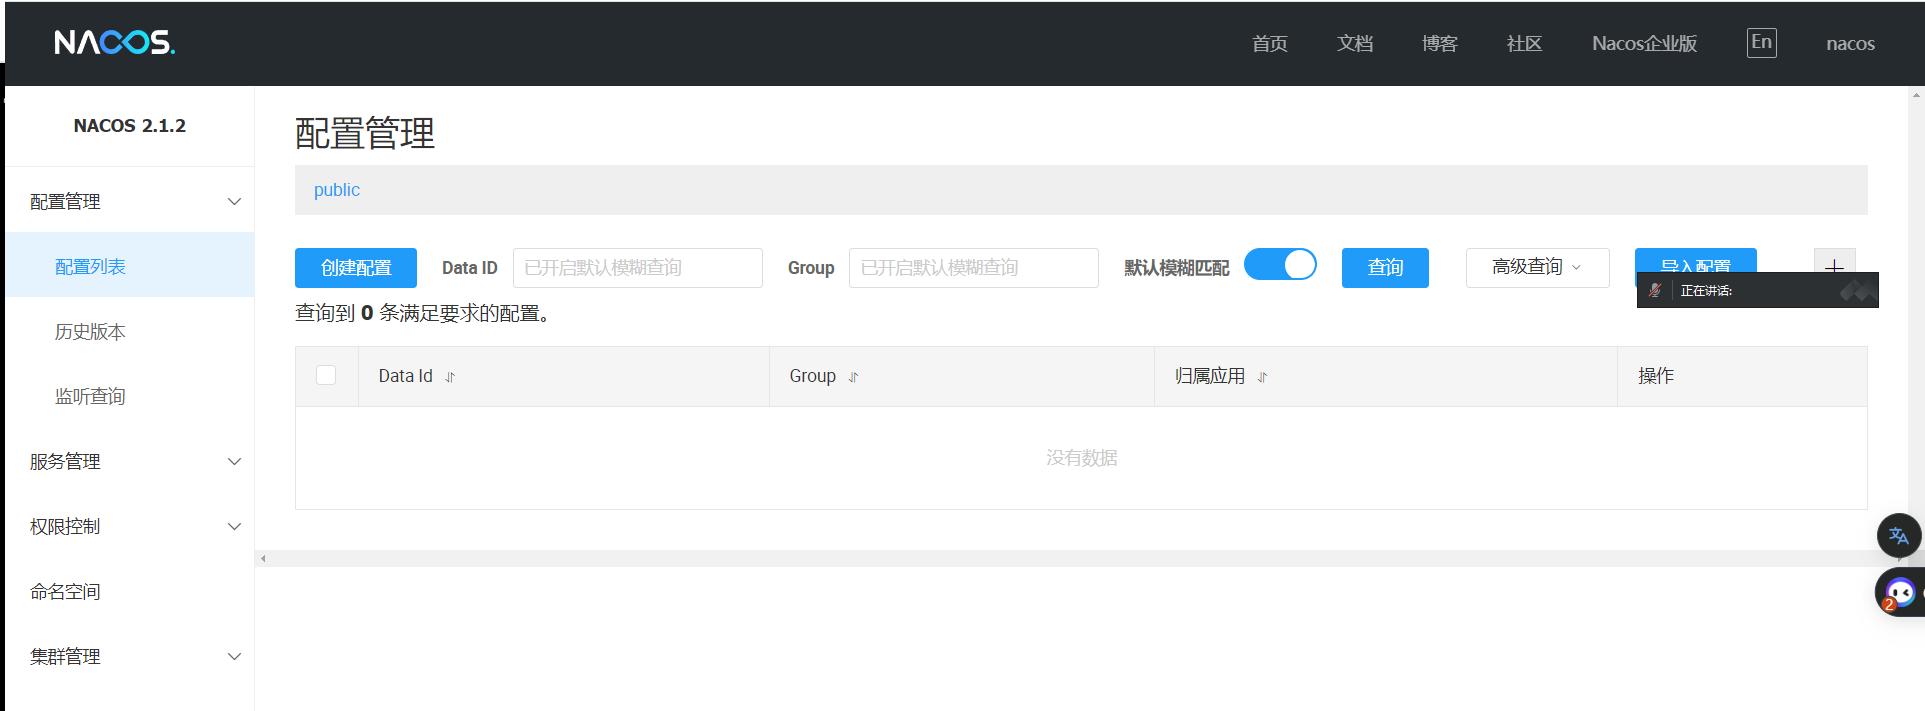 NACOS.
首页 文档 博客 社区 Nacos企业版 En nacos
NACOS 2.1.2
配置管理
配置列表
历史版本
监听查询
服务管理
权限控制
命名空间
集群管理
配置管理
public
创建配置 Data ID 已开启默认模糊查询 Group 已开启默认模糊查询 默认模糊匹配 查询 高级查询 导入配置
正在讲话:
查询到 0 条满足要求的配置。
Data Id Group 归属应用 操作
没有数据
文A
2